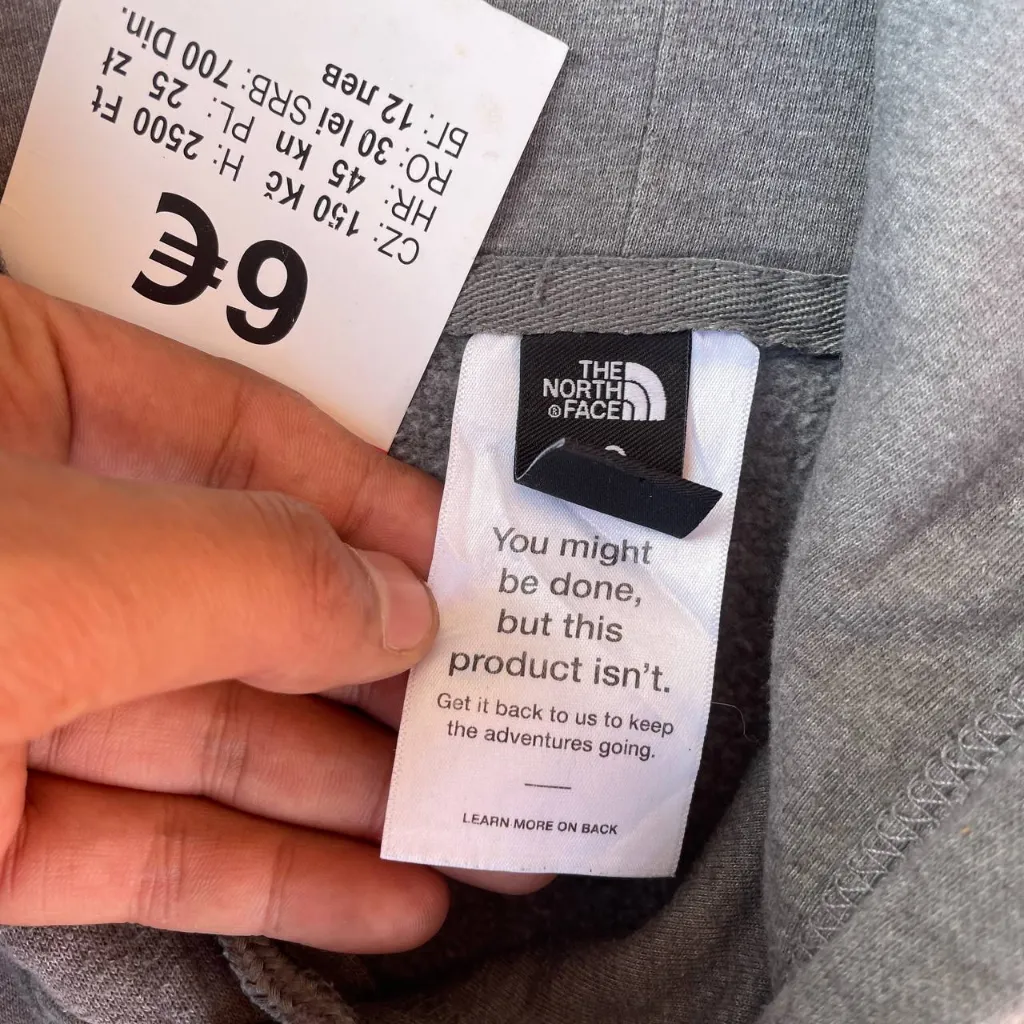 6€
CZ: 150 Kč H: 2500 Ft
HR: 45 kn PL: 25 zł
RO: 30 lei SRB: 700 Din.
БГ: 12 лев
THE
NORTH
®FACE
You might
be done,
but this
product isn't.
Get it back to us to keep
the adventures going.
LEARN MORE ON BACK